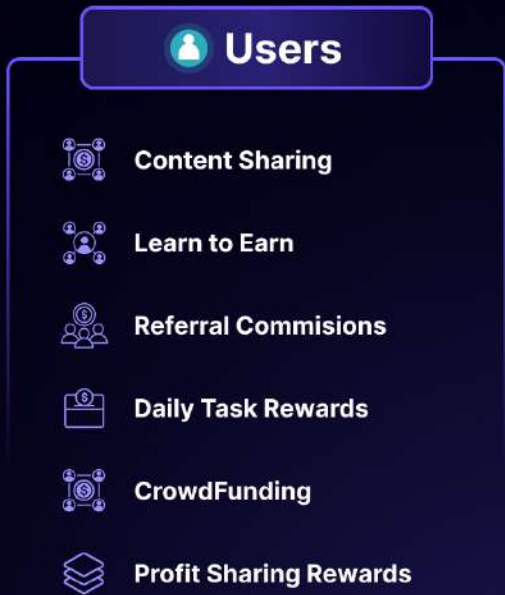 Users
Content Sharing
Learn to Earn
Referral Commisions
Daily Task Rewards
CrowdFunding
Profit Sharing Rewards